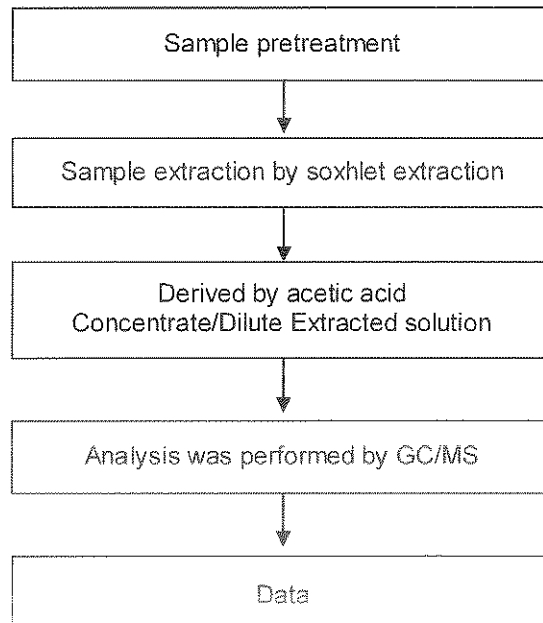 Sample pretreatment
Sample extraction by soxhlet extraction
Derived by acetic acid
Concentrate/Dilute Extracted solution
Analysis was performed by GC/MS
Data